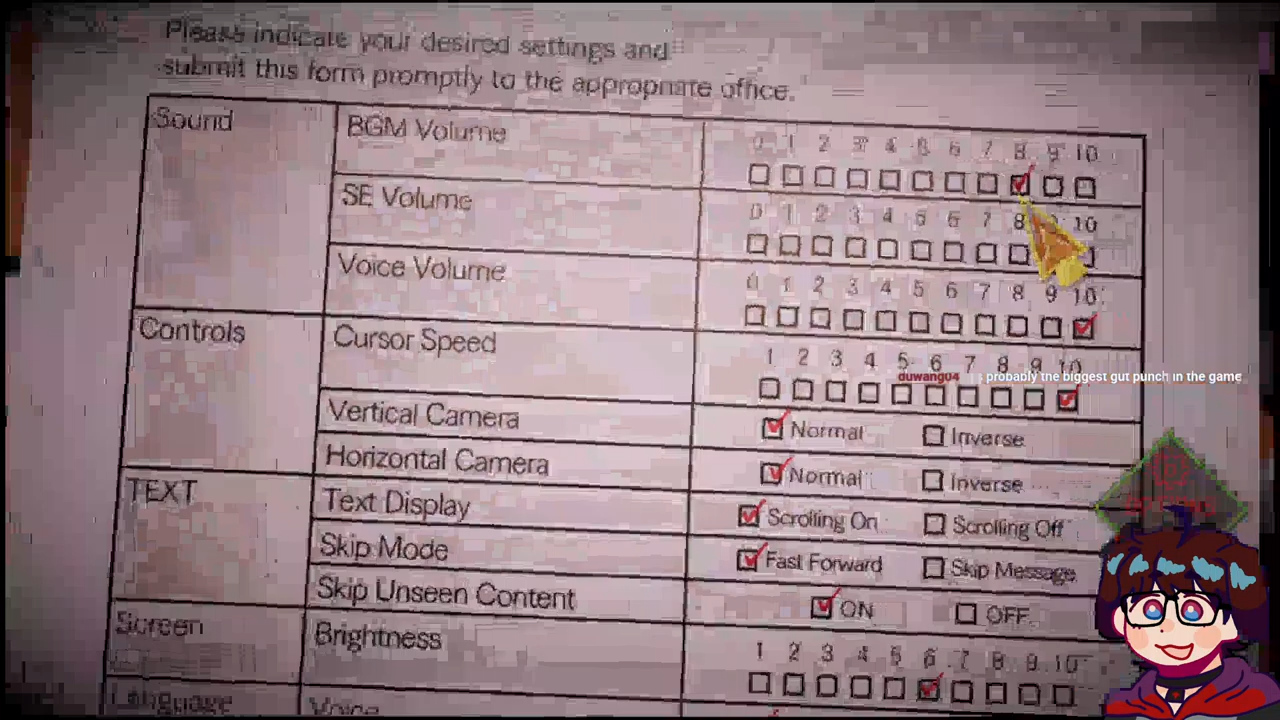 Please indicate your desired settings and
submit this form promptly to the appropriate office.
Sound
BGM Volume
0 1 2 3 4 5 6 7 8 9 10
SE Volume
0 1 2 3 4 5 6 7 8 10
Voice Volume
0 1 2 3 4 5 6 7 8 9 10
Controls
Cursor Speed
1 2 3 4 5 6 7 8 9 10
duwang04 probably the biggest gut punch in the game
Vertical Camera
Normal Inverse
Horizontal Camera
Normal Inverse
TEXT
Text Display
Scrolling On Scrolling Off
Skip Mode
Fast Forward Skip Message
Skip Unseen Content
ON OFF
Screen
Brightness
1 2 3 4 5 6 7 8 9 10
Language
Voice